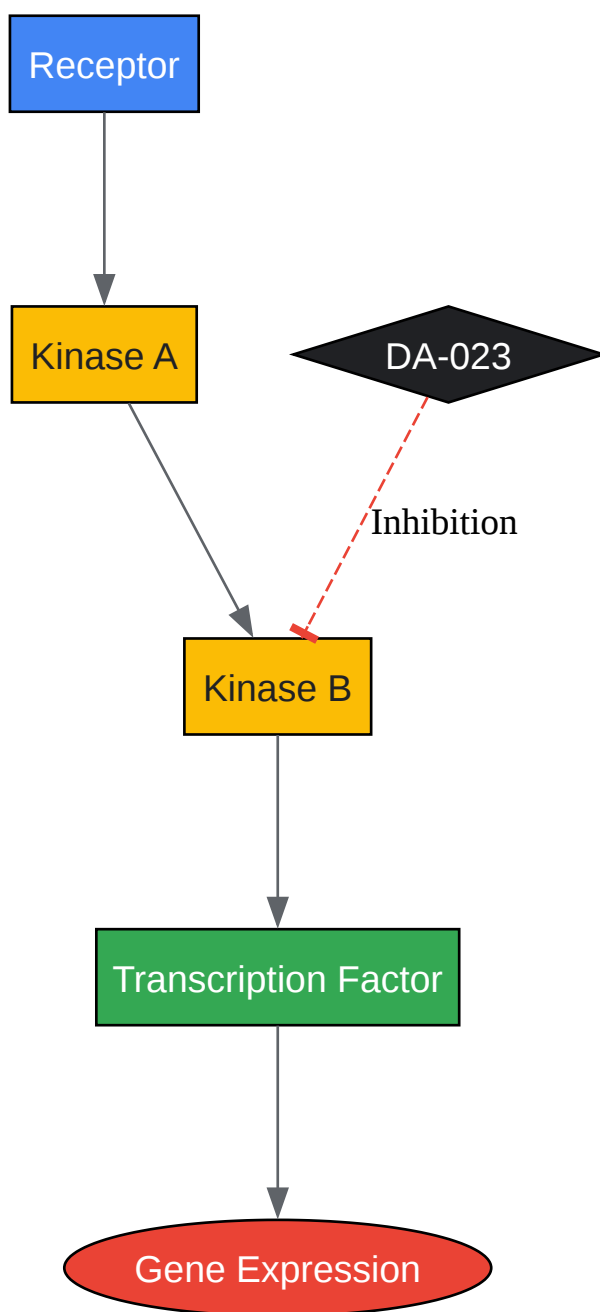 Receptor
Kinase A
DA-023
Inhibition
Kinase B
Transcription Factor
Gene Expression